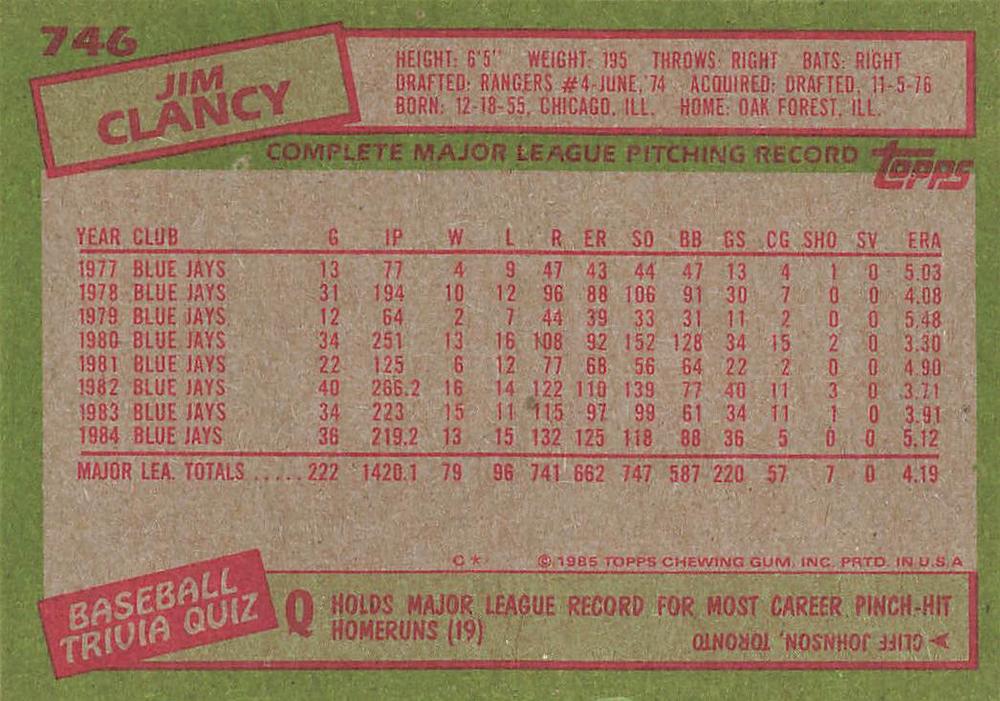 746
JIM
CLANCY
HEIGHT: 6'5" WEIGHT: 195 THROWS: RIGHT BATS: RIGHT
DRAFTED: RANGERS #4-JUNE, '74 ACQUIRED: DRAFTED, 11-5-76
BORN: 12-18-55, CHICAGO, ILL. HOME: OAK FOREST, ILL.
COMPLETE MAJOR LEAGUE PITCHING RECORD topps
YEAR CLUB G IP W L R ER SO BB GS CG SHO SV ERA
1977 BLUE JAYS 13 77 4 9 47 43 44 47 13 4 1 0 5.03
1978 BLUE JAYS 31 194 10 12 96 88 106 91 30 7 0 0 4.08
1979 BLUE JAYS 12 64 2 7 44 39 33 31 11 2 0 0 5.48
1980 BLUE JAYS 34 251 13 16 108 92 152 128 34 15 2 0 3.30
1981 BLUE JAYS 22 125 6 12 77 68 56 64 22 2 0 0 4.90
1982 BLUE JAYS 40 266.2 16 14 122 110 139 77 40 11 3 0 3.71
1983 BLUE JAYS 34 223 15 11 115 97 99 61 34 11 1 0 3.91
1984 BLUE JAYS 36 219.2 13 15 132 125 118 88 36 5 0 0 5.12
MAJOR LEA. TOTALS ..... 222 1420.1 79 96 741 662 747 587 220 57 7 0 4.19
C* © 1985 TOPPS CHEWING GUM, INC. PRTD. IN U.S.A
BASEBALL
TRIVIA QUIZ
Q HOLDS MAJOR LEAGUE RECORD FOR MOST CAREER PINCH-HIT
HOMERUNS (19)
A CLIFF JOHNSON, TORONTO